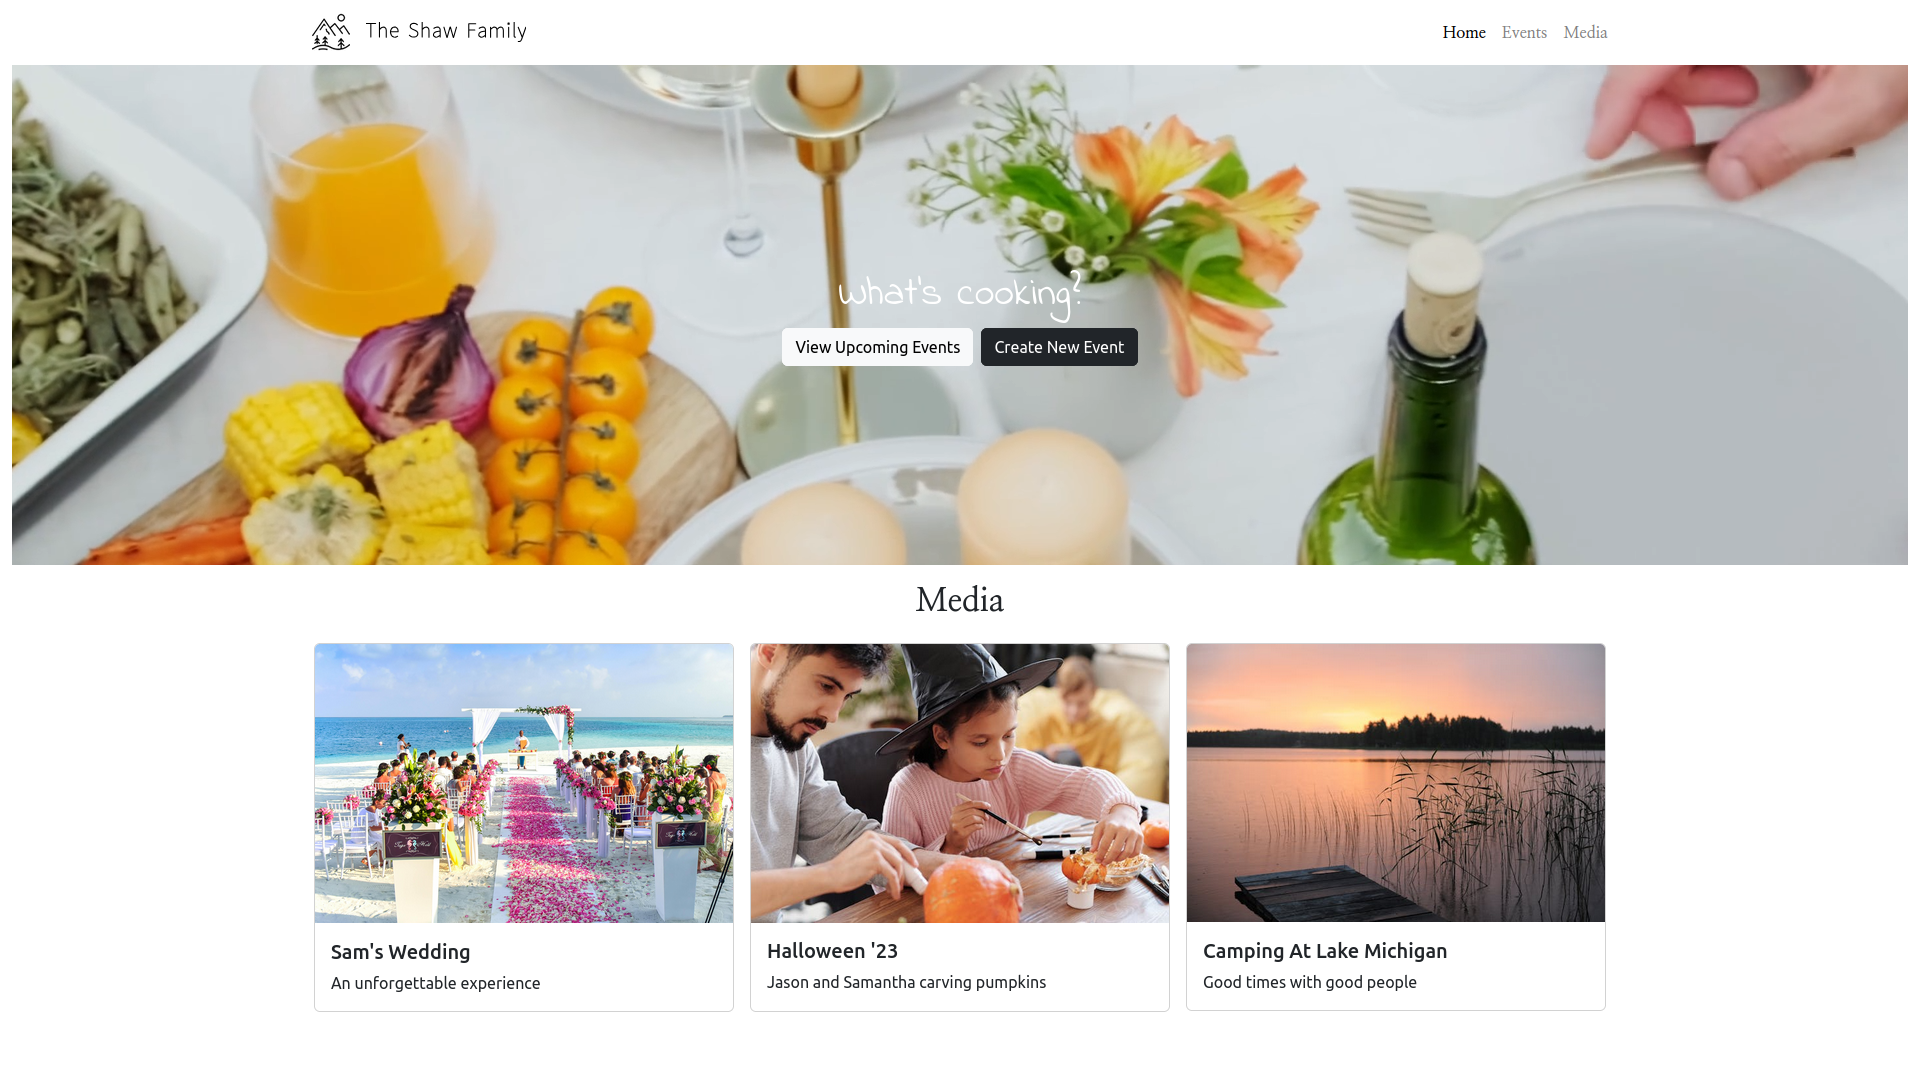 The Shaw Family
Home Events Media
What's cooking?
View Upcoming Events Create New Event
Media
Sam's Wedding
An unforgettable experience
Halloween '23
Jason and Samantha carving pumpkins
Camping At Lake Michigan
Good times with good people